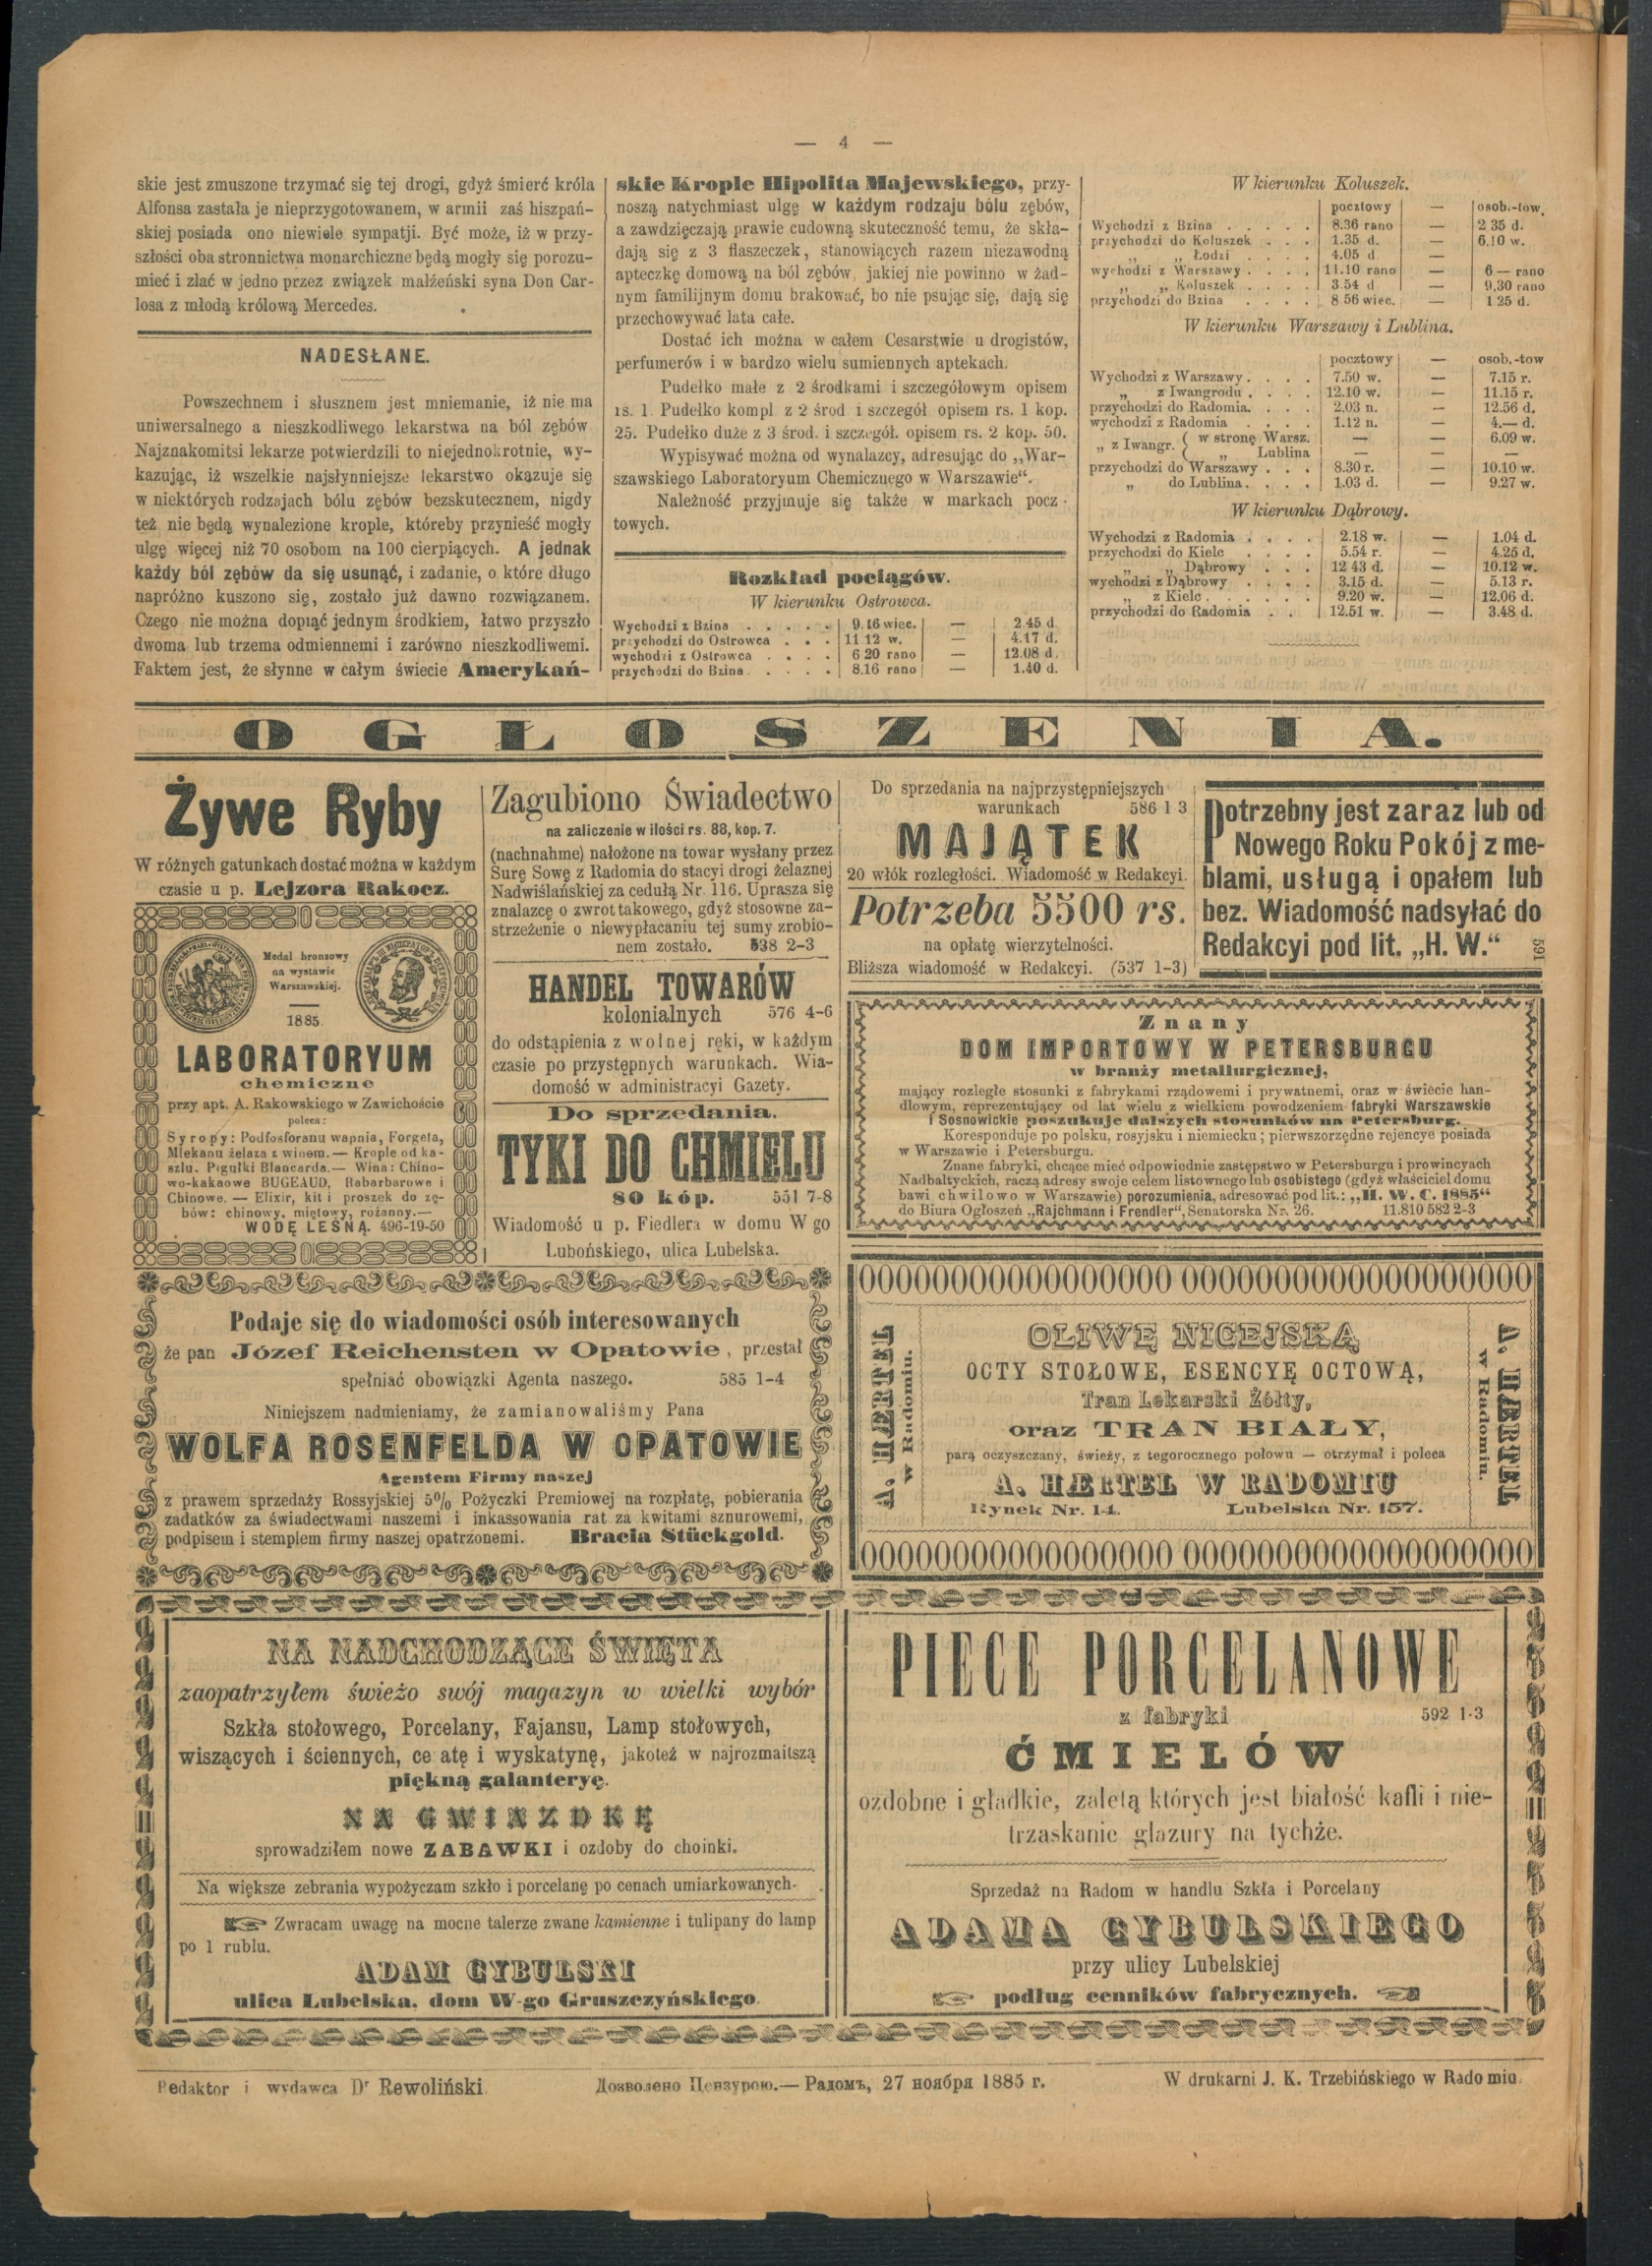 — 4 —
skie jest zmuszone trzymać się tej drogi, gdyż śmierć króla
Alfonsa zastała je nieprzygotowanem, w armii zaś hiszpań-
skiej posiada ono niewiele sympatji. Być może, iż w przy-
szłości oba stronnictwa monarchiczne będą mogły się porozu-
mieć i zlać w jedno przez związek małżeński syna Don Car-
losa z młodą królową Mercedes.
NADESŁANE.
Powszechnem i słusznem jest mniemanie, iż nie ma
uniwersalnego a nieszkodliwego lekarstwa na ból zębów
Najznakomitsi lekarze potwierdzili to niejednokrotnie, wy-
kazując, iż wszelkie najsłynniejsze lekarstwo okazuje się
w niektórych rodzajach bólu zębów bezskutecznem, nigdy
też nie będą wynalezione krople, któreby przynieść mogły
ulgę więcej niż 70 osobom na 100 cierpiących. A jednak
każdy ból zębów da się usunąć, i zadanie, o które długo
napróżno kuszono się, zostało już dawno rozwiązanem.
Czego nie można dopiąć jednym środkiem, łatwo przyszło
dwoma lub trzema odmiennemi i zarówno nieszkodliwemi.
Faktem jest, że słynne w całym świecie Amerykań-
skie Krople Hipolita Majewskiego, przy-
noszą natychmiast ulgę w każdym rodzaju bólu zębów,
a zawdzięczają prawie cudowną skuteczność temu, że skła-
dają się z 3 flaszeczek, stanowiących razem niezawodną
apteczkę domową na ból zębów, jakiej nie powinno w żad-
nym familijnym domu brakować, bo nie psując się, dają się
przechowywać lata całe.
Dostać ich można w całem Cesarstwie u drogistów,
perfumerów i w bardzo wielu sumiennych aptekach.
Pudełko małe z 2 środkami i szczegółowym opisem
rs. 1. Pudełko kompl z 2 środ i szczegół opisem rs. 1 kop.
25. Pudełko duże z 3 środ. i szczegół. opisem rs. 2 kop. 50.
Wypisywać można od wynalazcy, adresując do „War-
szawskiego Laboratoryum Chemicznego w Warszawie“.
Należność przyjmuje się także w markach pocz-
towych.
Rozkład pociągów.
W kierunku Ostrowca.
Wychodzi z Bzina . . . . . 9.16 wiec. — 2.45 d.
przychodzi do Ostrowca . . . 11.12 w. — 4.17 d.
wychodzi z Ostrowca . . . . 6 20 rano — 12.08 d.
przychodzi do Bzina . . . . . 8.16 rano — 1.40 d.
W kierunku Koluszek.
pocztowy — osob.-tow.
Wychodzi z Bzina . . . . . 8.36 rano — 2 35 d.
przychodzi do Koluszek . . . 1.35 d. — 6.10 w.
„ „ Łodzi . . . . 4.05 d —
wychodzi z Warszawy . . . . 11.10 rano — 6 — rano
„ „ Koluszek . . . . 3.54 d — 9.30 rano
przychodzi do Bzina . . . . 8 56 wiec. — 1 25 d.
W kierunku Warszawy i Lublina.
pocztowy — osob.-tow
Wychodzi z Warszawy . . . . 7.50 w. — 7.15 r.
„ z Iwangrodu . . . . 12.10 w. — 11.15 r.
przychodzi do Radomia. . . . 2.03 n. — 12.56 d.
wychodzi z Radomia . . . . 1.12 n. — 4.— d.
„ z Iwangr. ( w stronę Warsz. — — 6.09 w.
( „ Lublina — — —
przychodzi do Warszawy . . . 8.30 r. — 10.10 w.
„ do Lublina . . . . 1.03 d. — 9.27 w.
W kierunku Dąbrowy.
Wychodzi z Radomia . . . . 2.18 w. — 1.04 d.
przychodzi do Kielc . . . . 5.54 r. — 4.25 d.
„ „ Dąbrowy . . . 12 43 d. — 10.12 w.
wychodzi z Dąbrowy . . . . 3.15 d. — 5.13 r.
„ z Kielc . . . . . . 9.20 w. — 12.06 d.
przychodzi do Radomia . . 12.51 w. — 3.48 d.
OGŁOSZENIA.
Żywe Ryby
W różnych gatunkach dostać można w każdym
czasie u p. Lejzora Rakocz.
Medal bronzowy
na wystawie
Warszawskiej.
1885.
LABORATORYUM
chemiczne
przy apt. A. Rakowskiego w Zawichoście
poleca:
Syropy: Podfosforanu wapnia, Forgeta,
Mlekanu żelaza z winem.— Krople od ka-
szlu. Pigułki Blancarda.— Wina: Chino-
wo-kakaowe BUGEAUD, Rabarbarowe i
Chinowe. — Elixir, kit i proszek do zę-
bów: chinowy, miętowy, różanny.—
WODĘ LEŚNĄ. 496-19-50
Zagubiono Świadectwo
na zaliczenie w ilości rs. 88, kop. 7.
(nachnahme) nałożone na towar wysłany przez
Surę Sowę z Radomia do stacyi drogi żelaznej
Nadwiślańskiej za cedułą Nr. 116. Uprasza się
znalazcę o zwrot takowego, gdyż stosowne za-
strzeżenie o niewypłacaniu tej sumy zrobio-
nem zostało. 538 2-3
HANDEL TOWARÓW
kolonialnych 576 4-6
do odstąpienia z wolnej ręki, w każdym
czasie po przystępnych warunkach. Wia-
domość w administracyi Gazety.
Do sprzedania.
TYKI DO CHMIELU
80 kóp. 551 7-8
Wiadomość u p. Fiedlera w domu W go
Lubońskiego, ulica Lubelska.
Do sprzedania na najprzystępniejszych
warunkach 586 1 3
MAJĄTEK
20 włók rozległości. Wiadomość w Redakcyi.
Potrzeba 5500 rs.
na opłatę wierzytelności.
Bliższa wiadomość w Redakcyi. (537 1-3)
Potrzebny jest zaraz lub od
Nowego Roku Pokój z me-
blami, usługą i opałem lub
bez. Wiadomość nadsyłać do
Redakcyi pod lit. „H. W.“
591
Znany
DOM IMPORTOWY W PETERSBURGU
w branży metallurgicznej,
mający rozległe stosunki z fabrykami rządowemi i prywatnemi, oraz w świecie han-
dlowym, reprezentujący od lat wielu z wielkiem powodzeniem fabryki Warszawskie
i Sosnowickie poszukuje dalszych stosunków na Petersburg.
Koresponduje po polsku, rosyjsku i niemiecku; pierwszorzędne rejencye posiada
w Warszawie i Petersburgu.
Znane fabryki, chcące mieć odpowiednie zastępstwo w Petersburgu i prowincyach
Nadbałtyckich, raczą adresy swoje celem listownego lub osobistego (gdyż właściciel domu
bawi chwilowo w Warszawie) porozumienia, adresować pod lit.: „H. W. C. 1885“
do Biura Ogłoszeń „Rajchmann i Frendler“, Senatorska Nr. 26. 11.810 582 2-3
Podaje się do wiadomości osób interesowanych
że pan Józef Reichensten w Opatowie, przestał
spełniać obowiązki Agenta naszego. 585 1-4
Niniejszem nadmieniamy, że zamianowaliśmy Pana
WOLFA ROSENFELDA W OPATOWIE
Agentem Firmy naszej
z prawem sprzedaży Rossyjskiej 5% Pożyczki Premiowej na rozpłatę, pobierania
zadatków za świadectwami naszemi i inkassowania rat za kwitami sznurowemi,
podpisem i stemplem firmy naszej opatrzonemi. Bracia Stückgold.
A. HÆRTEL
w Radomiu.
OLIWĘ NICEJSKĄ
OCTY STOŁOWE, ESENCYĘ OCTOWĄ,
Tran Lekarski Żółty,
oraz TRAN BIAŁY,
parą oczyszczany, świeży, z tegorocznego połowu — otrzymał i poleca
A. HÆRTEL W RADOMIU
Rynek Nr. 14. Lubelska Nr. 157.
A. HÆRTEL
w Radomiu.
NA NADCHODZĄCE ŚWIĘTA
zaopatrzyłem świeżo swój magazyn w wielki wybór
Szkła stołowego, Porcelany, Fajansu, Lamp stołowych,
wiszących i ściennych, ce atę i wyskatynę, jakoteż w najrozmaitszą
piękną galanteryę.
NA GWIAZDKĘ
sprowadziłem nowe ZABAWKI i ozdoby do choinki.
Na większe zebrania wypożyczam szkło i porcelanę po cenach umiarkowanych.
Zwracam uwagę na mocne talerze zwane kamienne i tulipany do lamp
po 1 rublu.
ADAM CYBULSKI
ulica Lubelska, dom W-go Gruszczyńskiego.
PIECE PORCELANOWE
z fabryki 592 1-3
ĆMIELÓW
ozdobne i gładkie, zaletą których jest białość kafli i nie-
trzaskanie glazury na tychże.
Sprzedaż na Radom w handlu Szkła i Porcelany
ADAMA CYBULSKIEGO
przy ulicy Lubelskiej
podług cenników fabrycznych.
Redaktor i wydawca Dr Rewoliński. Дозволено Цензурою.— Радомъ, 27 ноября 1885 г. W drukarni J. K. Trzebińskiego w Radomiu.